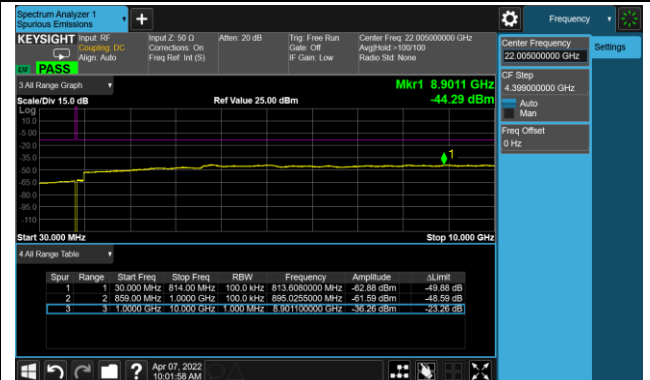 Spectrum Analyzer 1
Spurious Emissions
Frequency
KEYSIGHT Input: RF
Coupling: DC
Align: Auto
Input Z: 50 Ω
Corrections: On
Freq Ref: Int (S)
Atten: 20 dB
Trig: Free Run
Gate: Off
IF Gain: Low
Center Freq: 22.005000000 GHz
Avg|Hold:>100/100
Radio Std: None
PASS
3 All Range Graph
Mkr1 8.9011 GHz
Scale/Div 15.0 dB
Ref Value 25.00 dBm
-44.29 dBm
Log
10.0
-5.00
-20.0
-35.0
-50.0
-65.0
-80.0
-95.0
-110
1
Start 30.000 MHz
Stop 10.000 GHz
4 All Range Table
Spur Range Start Freq Stop Freq RBW Frequency Amplitude ΔLimit
1 1 30.000 MHz 814.00 MHz 100.0 kHz 813.6080000 MHz -62.88 dBm -49.88 dB
2 2 859.00 MHz 1.0000 GHz 100.0 kHz 895.0255000 MHz -61.59 dBm -48.59 dB
3 3 1.0000 GHz 10.000 GHz 1.000 MHz 8.901100000 GHz -36.26 dBm -23.26 dB
Apr 07, 2022
10:01:58 AM
Center Frequency
22.005000000 GHz
Settings
CF Step
4.399000000 GHz
Auto
Man
Freq Offset
0 Hz